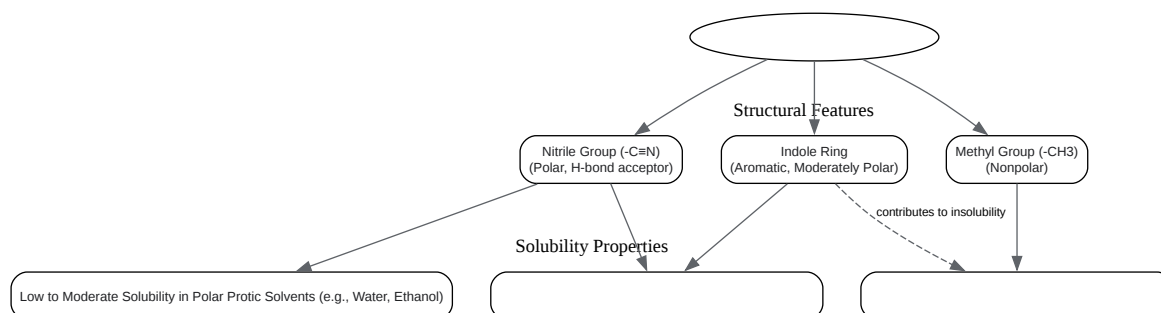 Structural Features
Nitrile Group (-C≡N)
(Polar, H-bond acceptor)
Indole Ring
(Aromatic, Moderately Polar)
Methyl Group (-CH3)
(Nonpolar)
contributes to insolubility
Solubility Properties
Low to Moderate Solubility in Polar Protic Solvents (e.g., Water, Ethanol)